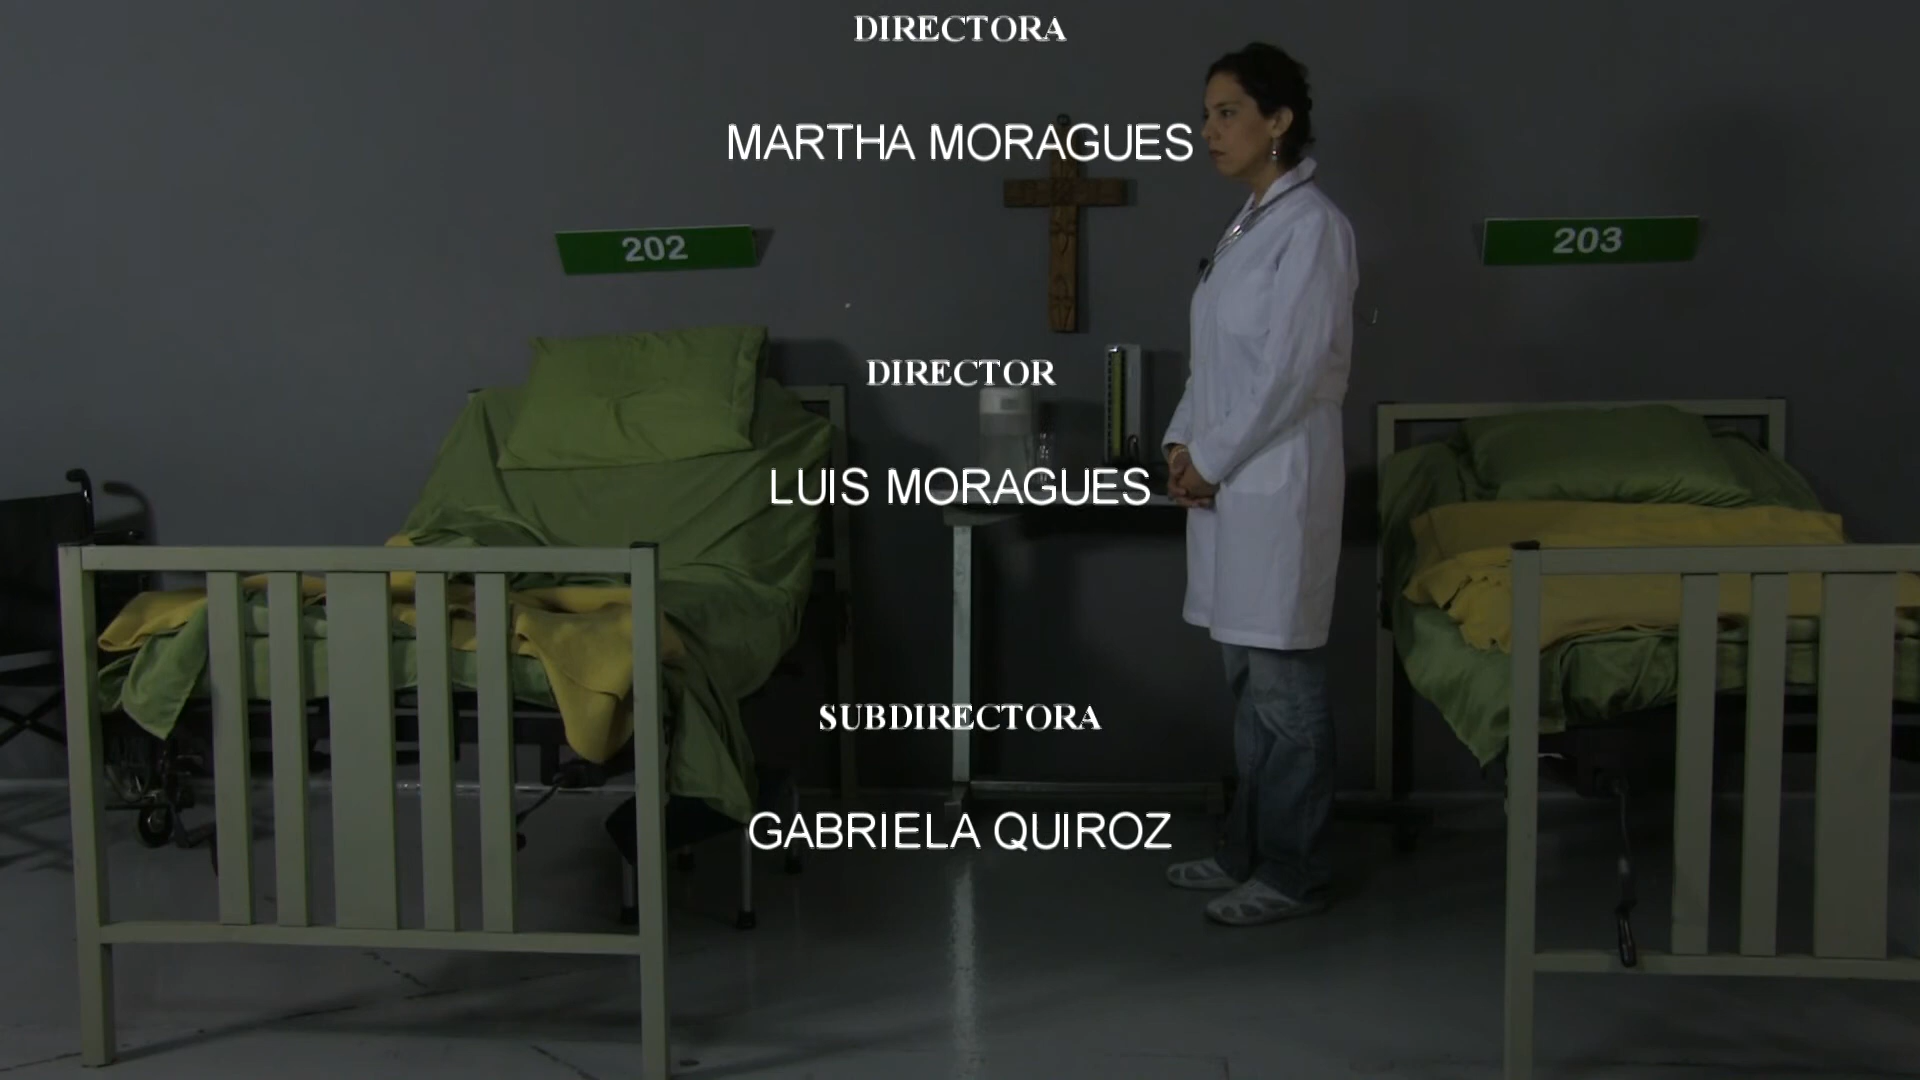 DIRECTORA
MARTHA MORAGUES
202
203
DIRECTOR
LUIS MORAGUES
SUBDIRECTORA
GABRIELA QUIROZ